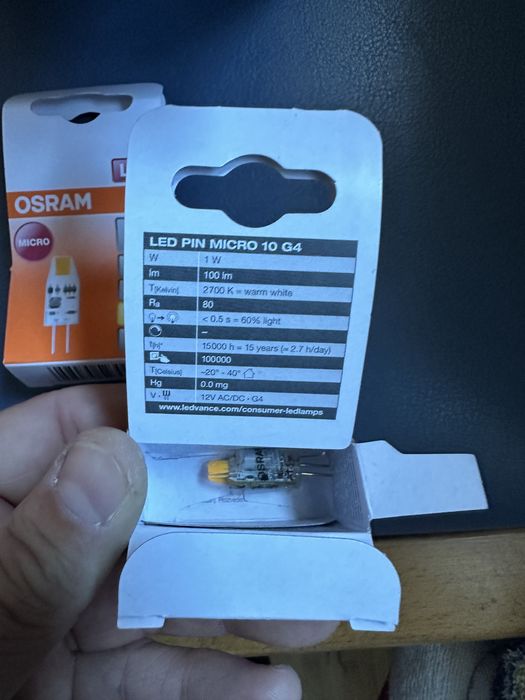 L
OSRAM
MICRO
LED PIN MICRO 10 G4
W 1 W
lm 100 lm
T[Kelvin] 2700 K = warm white
Ra 80
< 0.5 s = 60% light
–
t[h]* 15000 h = 15 years (≈ 2.7 h/day)
100000
T[Celsius] -20° - 40°
Hg 0.0 mg
V · 12V AC/DC · G4
www.ledvance.com/consumer-ledlamps
OSRAM